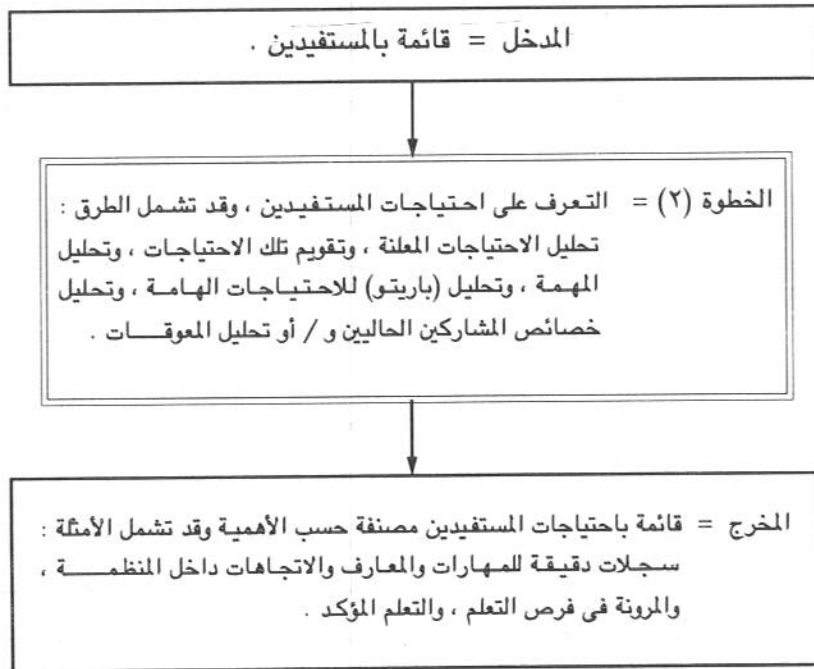 المدخل = قائمة بالمستفيدين .
الخطوة (٢) = التعرف على احتياجات المستفيدين ، وقد تشمل الطرق :
تحليل الاحتياجات المعلنة ، وتقويم تلك الاحتياجات ، وتحليل
المهمة ، وتحليل (باريتو) للاحتياجات الهامة ، وتحليل
خصائص المشاركين الحاليين و / أو تحليل المعوقات .
المخرج = قائمة باحتياجات المستفيدين مصنفة حسب الأهمية وقد تشمل الأمثلة :
سجلات دقيقة للمهارات والمعارف والاتجاهات داخل المنظمة ،
والمرونة فى فرص التعلم ، والتعلم المؤكد .